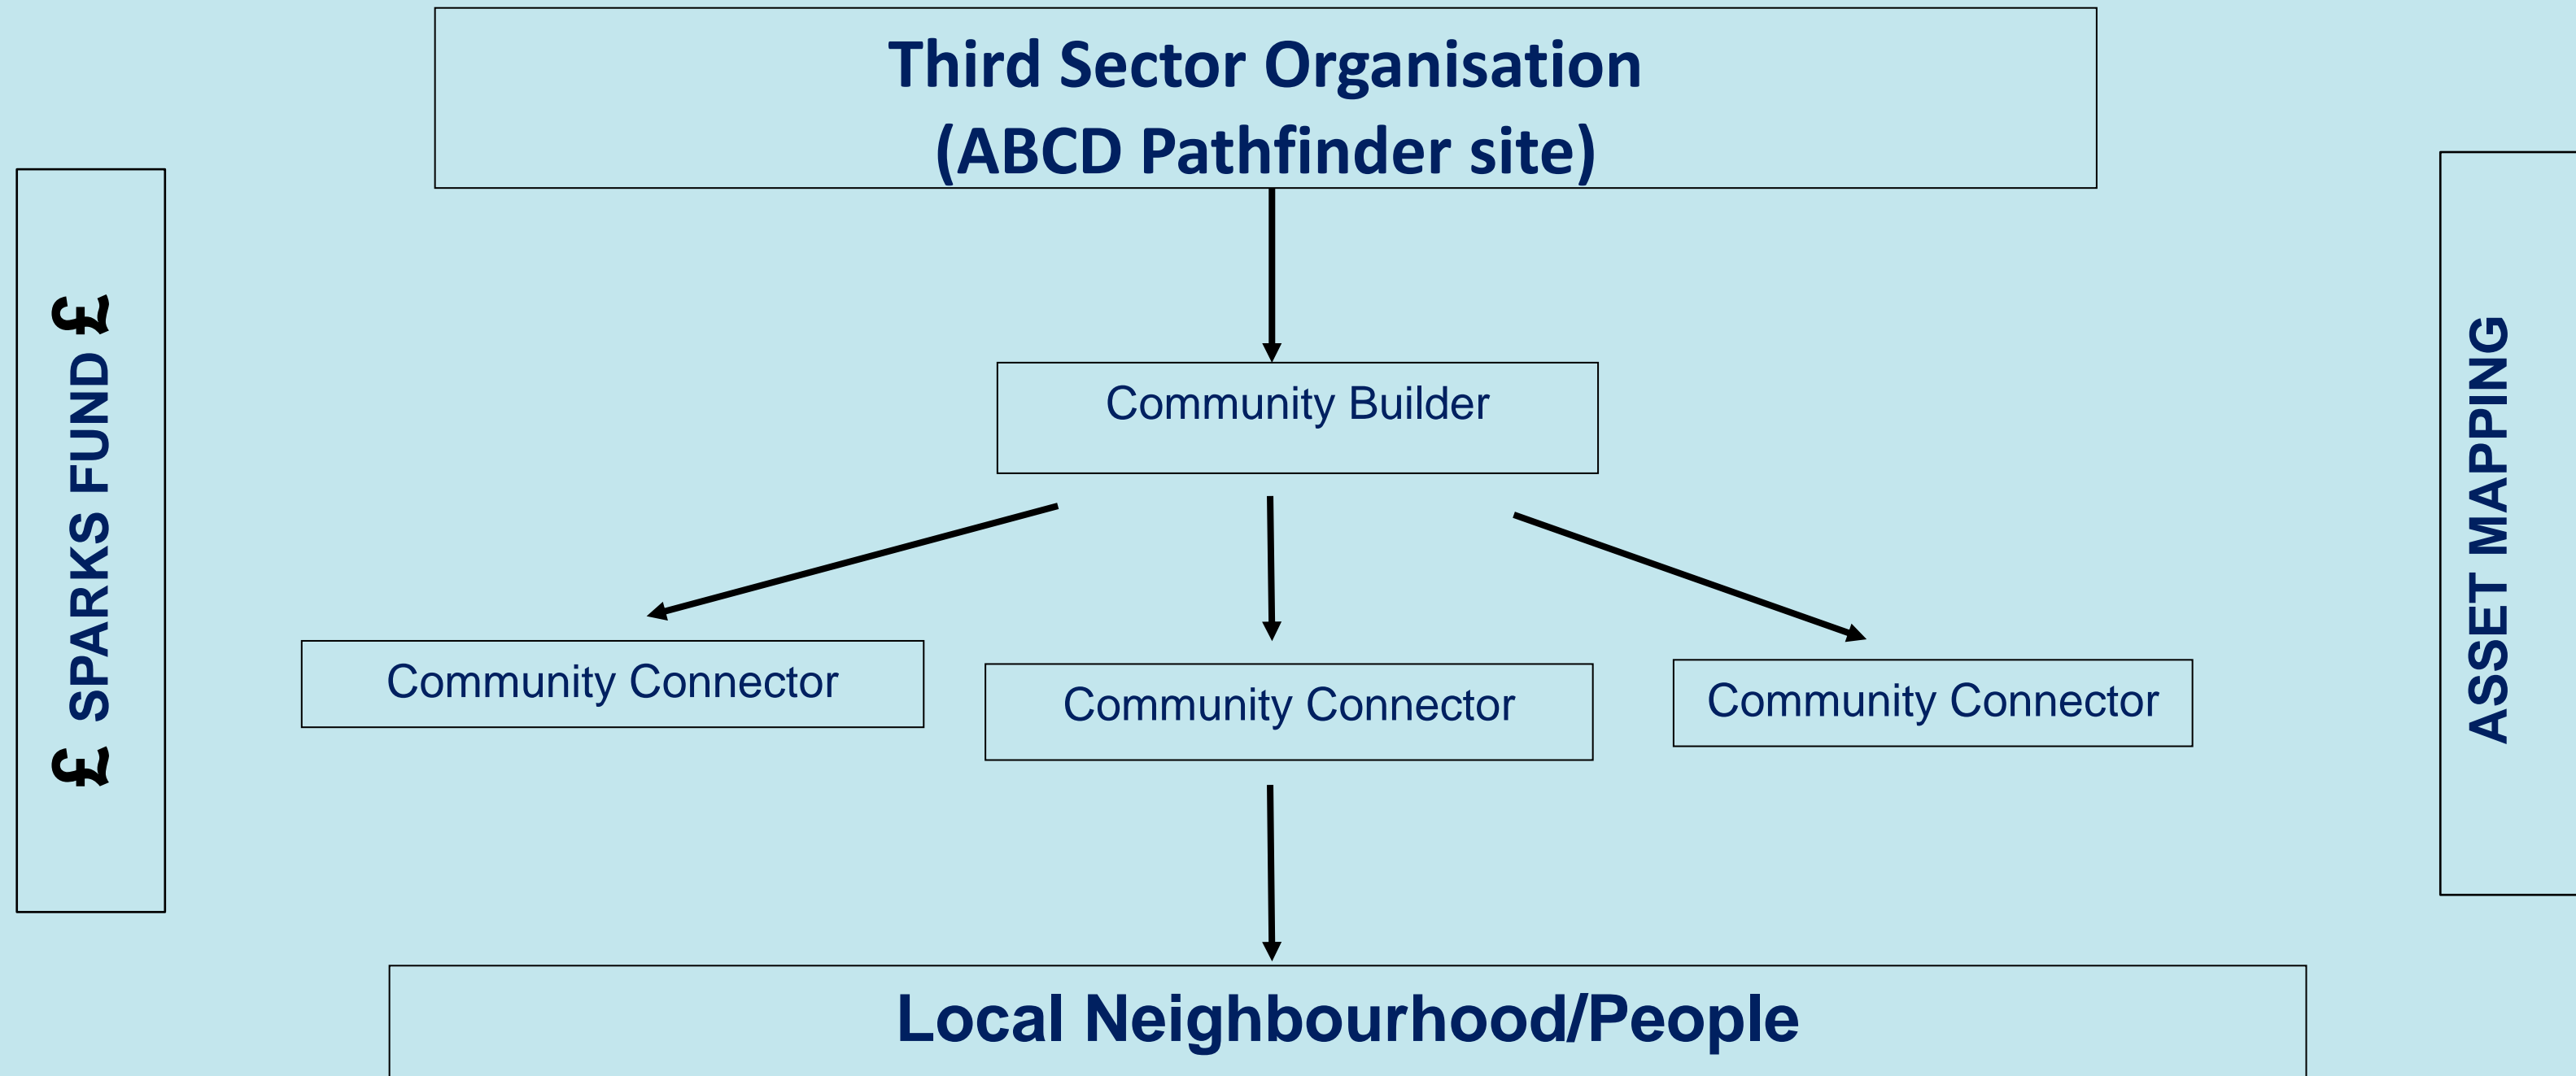 Third Sector Organisation
(ABCD Pathfinder site)
£ SPARKS FUND £
ASSET MAPPING
Community Builder
Community Connector
Community Connector
Community Connector
Local Neighbourhood/People